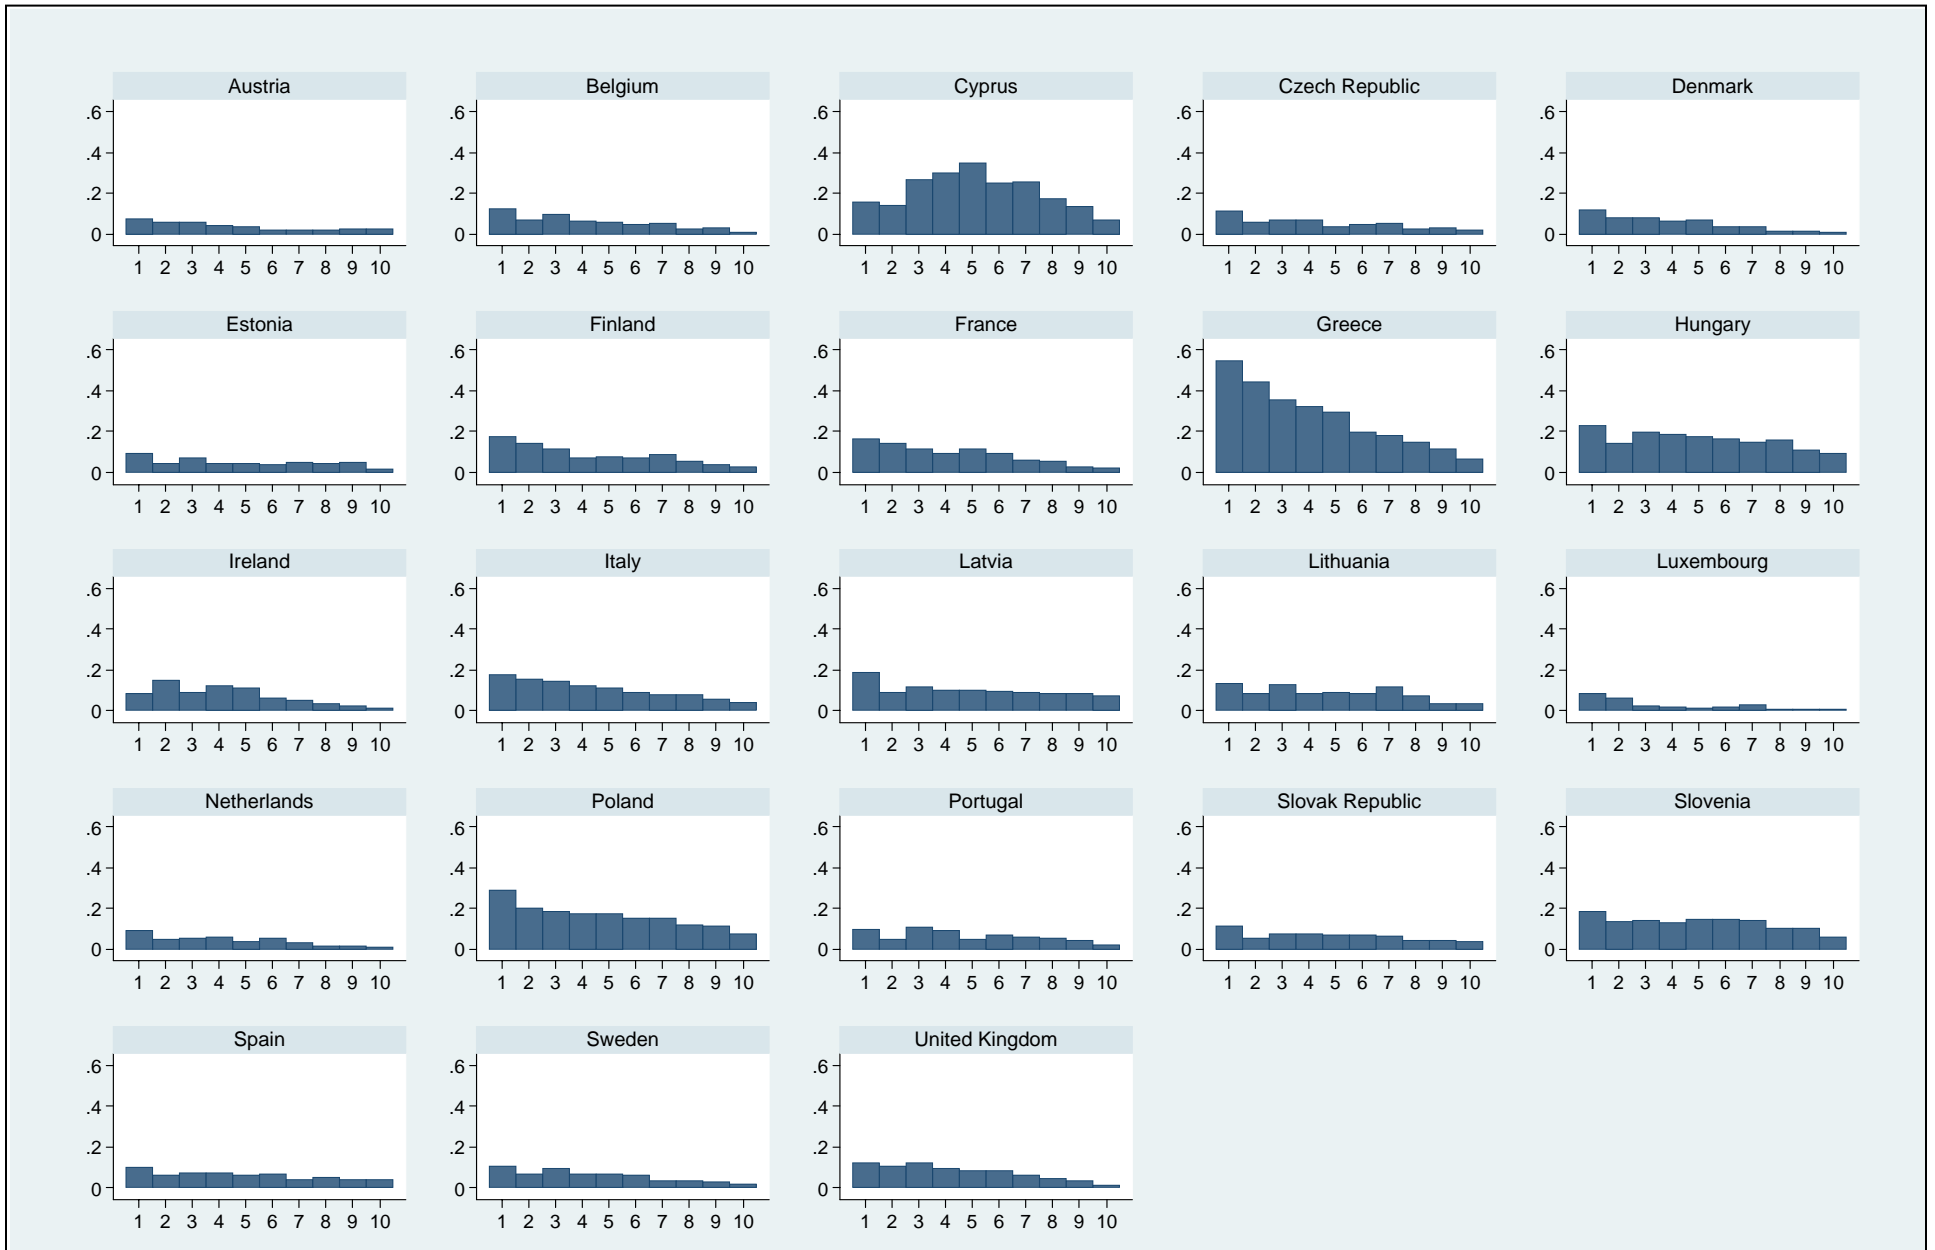 Austria Belgium Cyprus Czech Republic Denmark
.6 .6 .6 .6 .6
.4 .4 .4 .4 .4
.2 .2 .2 .2 .2
0 0 0 0 0
1 2 3 4 5 6 7 8 9 10 1 2 3 4 5 6 7 8 9 10 1 2 3 4 5 6 7 8 9 10 1 2 3 4 5 6 7 8 9 10 1 2 3 4 5 6 7 8 9 10
Estonia Finland France Greece Hungary
.6 .6 .6 .6 .6
.4 .4 .4 .4 .4
.2 .2 .2 .2 .2
0 0 0 0 0
1 2 3 4 5 6 7 8 9 10 1 2 3 4 5 6 7 8 9 10 1 2 3 4 5 6 7 8 9 10 1 2 3 4 5 6 7 8 9 10 1 2 3 4 5 6 7 8 9 10
Ireland Italy Latvia Lithuania Luxembourg
.6 .6 .6 .6 .6
.4 .4 .4 .4 .4
.2 .2 .2 .2 .2
0 0 0 0 0
1 2 3 4 5 6 7 8 9 10 1 2 3 4 5 6 7 8 9 10 1 2 3 4 5 6 7 8 9 10 1 2 3 4 5 6 7 8 9 10 1 2 3 4 5 6 7 8 9 10
Netherlands Poland Portugal Slovak Republic Slovenia
.6 .6 .6 .6 .6
.4 .4 .4 .4 .4
.2 .2 .2 .2 .2
0 0 0 0 0
1 2 3 4 5 6 7 8 9 10 1 2 3 4 5 6 7 8 9 10 1 2 3 4 5 6 7 8 9 10 1 2 3 4 5 6 7 8 9 10 1 2 3 4 5 6 7 8 9 10
Spain Sweden United Kingdom
.6 .6 .6
.4 .4 .4
.2 .2 .2
0 0 0
1 2 3 4 5 6 7 8 9 10 1 2 3 4 5 6 7 8 9 10 1 2 3 4 5 6 7 8 9 10